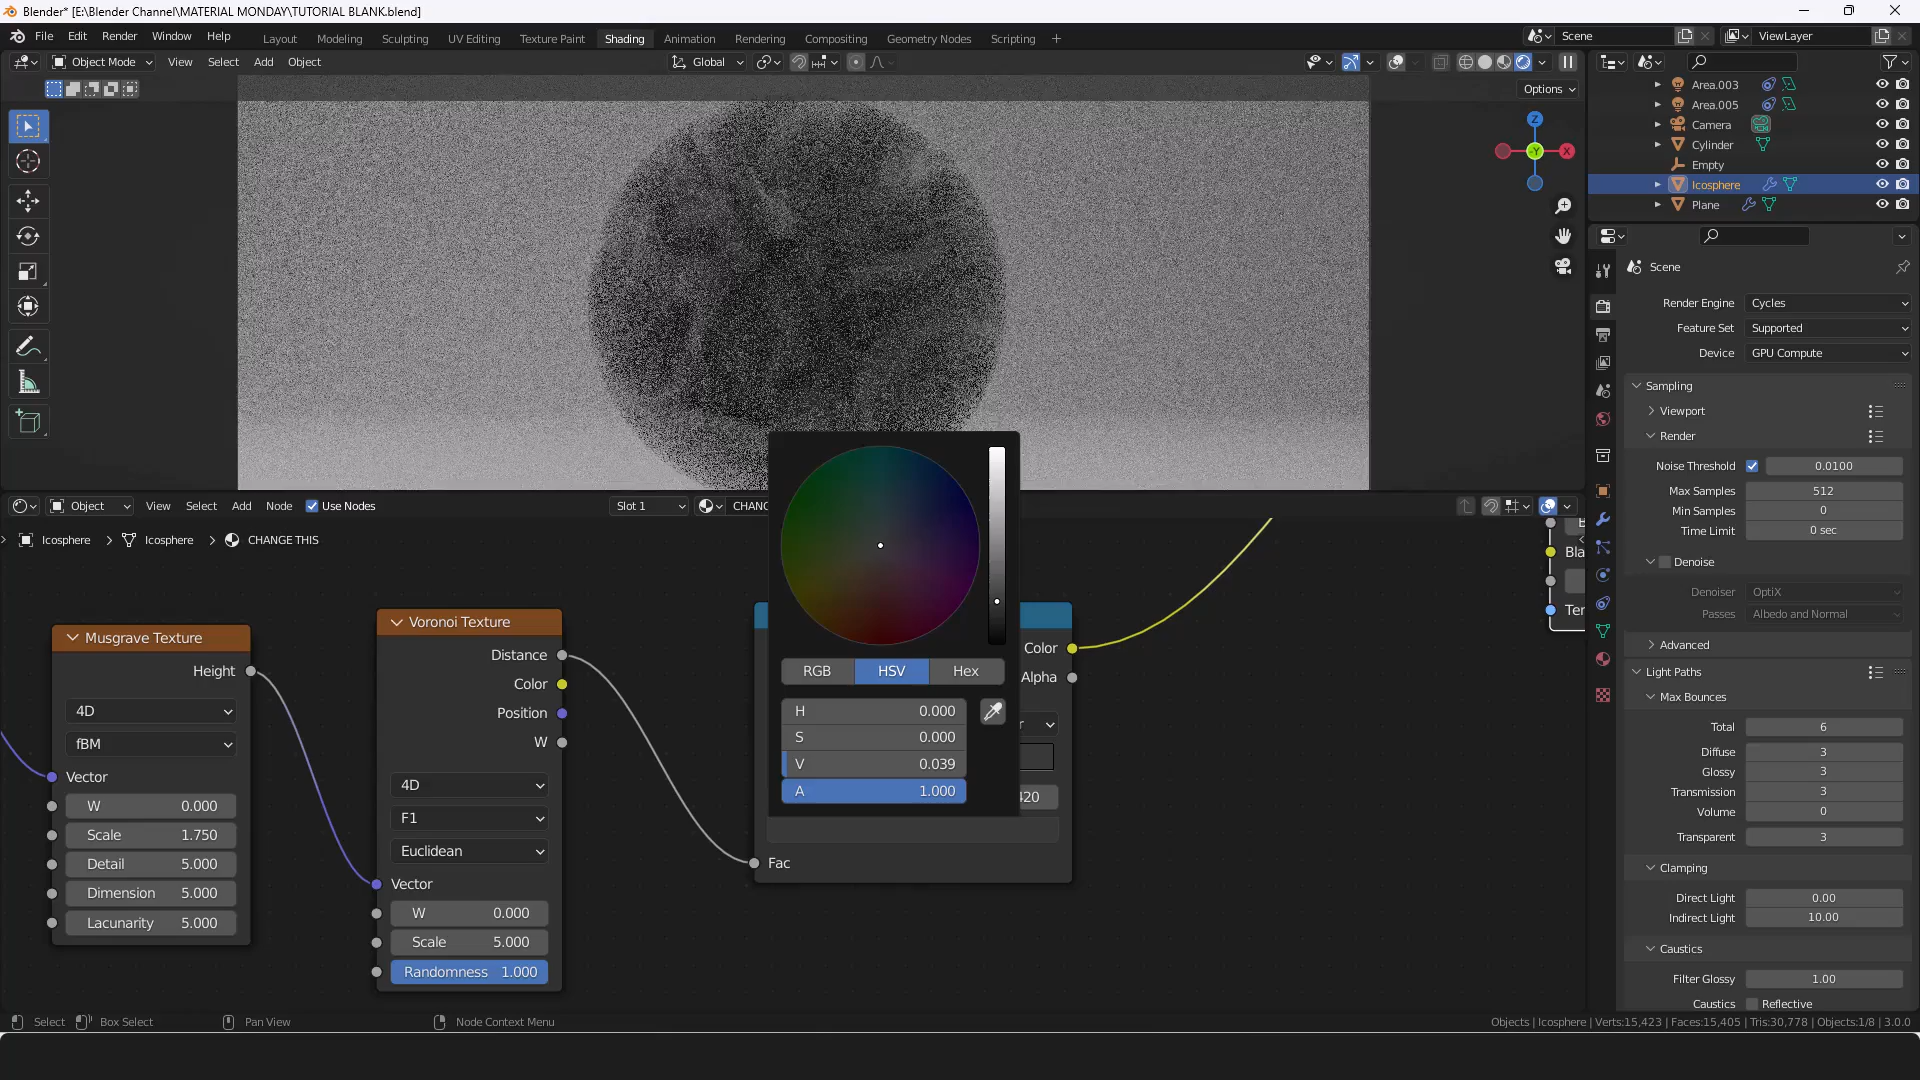 Blender* [E:\Blender Channel\MATERIAL MONDAY\TUTORIAL BLANK.blend]
File Edit Render Window Help
Layout Modeling Sculpting UV Editing Texture Paint Shading Animation Rendering Compositing Geometry Nodes Scripting +
Scene
ViewLayer
Object Mode View Select Add Object
Global
Options
Z
-Y
X
Area.003
Area.005
Camera
Cylinder
Empty
Icosphere
Plane
Scene
Render Engine Cycles
Feature Set Supported
Device GPU Compute
Sampling
Viewport
Render
Noise Threshold 0.0100
Max Samples 512
Min Samples 0
Time Limit 0 sec
Denoise
Denoiser OptiX
Passes Albedo and Normal
Advanced
Light Paths
Max Bounces
Total 6
Diffuse 3
Glossy 3
Transmission 3
Volume 0
Transparent 3
Clamping
Direct Light 0.00
Indirect Light 10.00
Caustics
Filter Glossy 1.00
Caustics Reflective
Object View Select Add Node Use Nodes Slot 1 CHANG
Icosphere > Icosphere > CHANGE THIS
Musgrave Texture
Height
4D
fBM
Vector
W 0.000
Scale 1.750
Detail 5.000
Dimension 5.000
Lacunarity 5.000
Voronoi Texture
Distance
Color
Position
W
4D
F1
Euclidean
Vector
W 0.000
Scale 5.000
Randomness 1.000
RGB HSV Hex
H 0.000
S 0.000
V 0.039
A 1.000
Color
Alpha
r
420
Fac
Bla
Ter
Select Box Select Pan View Node Context Menu
Objects | Icosphere | Verts:15,423 | Faces:15,405 | Tris:30,778 | Objects:1/8 | 3.0.0